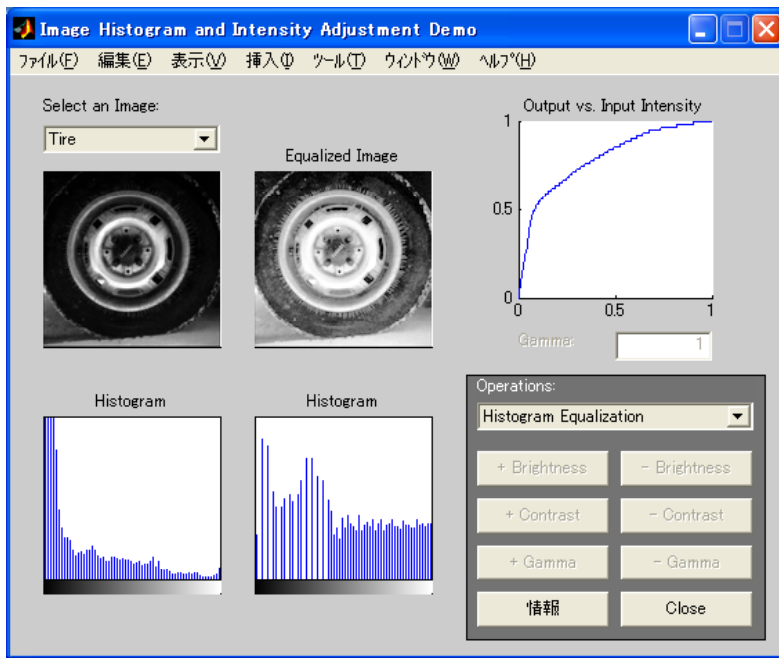 Image Histogram and Intensity Adjustment Demo
ファイル(F) 編集(E) 表示(V) 挿入(I) ツール(T) ウィンドウ(W) ヘルプ(H)
Select an Image:
Tire
Equalized Image
Output vs. Input Intensity
1
0.5
0
0 0.5 1
Gamma: 1
Histogram
Histogram
Operations:
Histogram Equalization
+ Brightness - Brightness
+ Contrast - Contrast
+ Gamma - Gamma
情報 Close